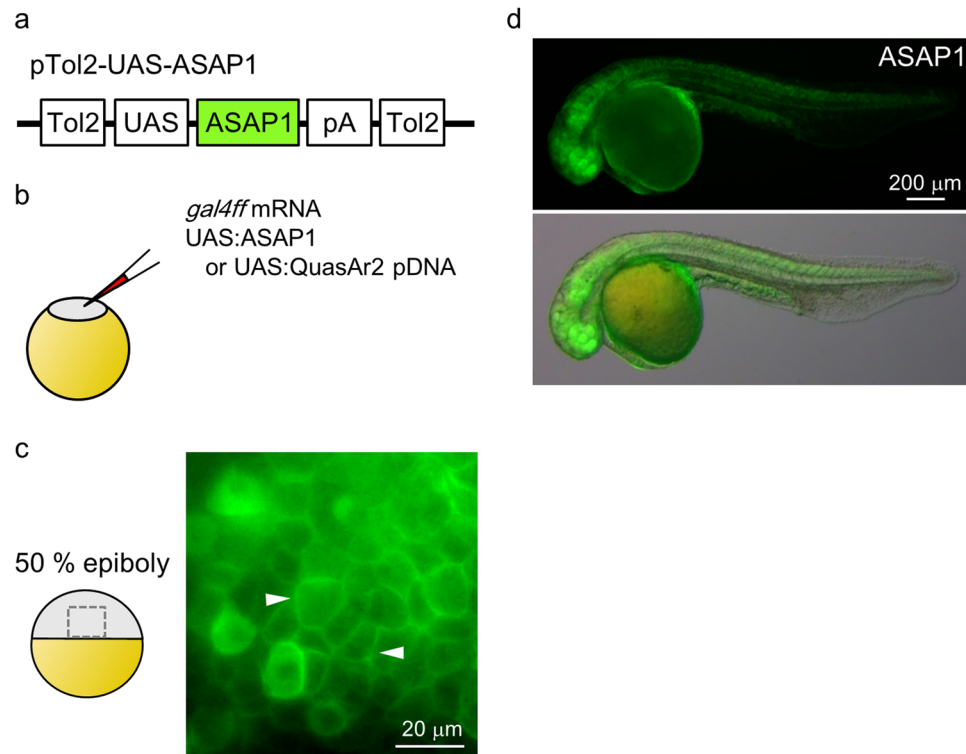 a
pTol2-UAS-ASAP1
Tol2 UAS ASAP1 pA Tol2
b
gal4ff mRNA
UAS:ASAP1
or UAS:QuasAr2 pDNA
c
50 % epiboly
20 μm
d
ASAP1
200 μm